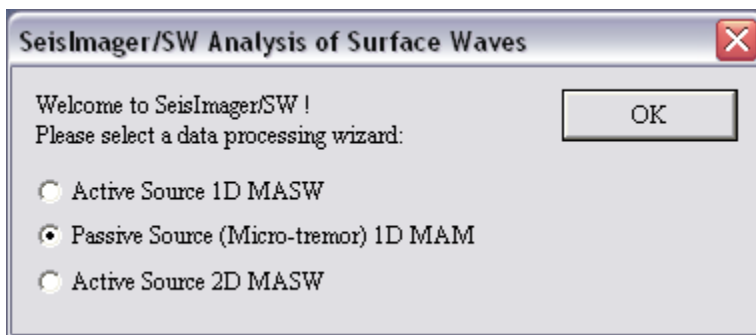 SeisImager/SW Analysis of Surface Waves
Welcome to SeisImager/SW !
Please select a data processing wizard:
OK
Active Source 1D MASW
Passive Source (Micro-tremor) 1D MAM
Active Source 2D MASW